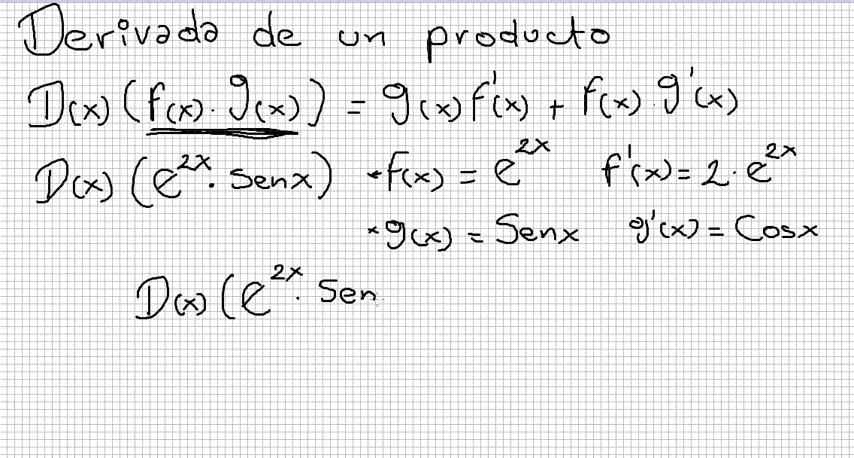 Derivada de un producto
D(x) (f(x) · g(x)) = g(x) f'(x) + f(x) · g'(x)
D(x) (e^2x · Senx) *f(x) = e^2x f'(x) = 2 · e^2x
*g(x) = Senx g'(x) = Cosx
D(x) (e^2x · Sen